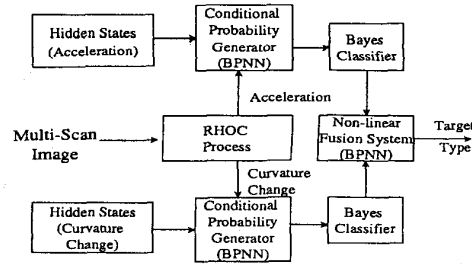 Hidden States
(Acceleration)
Conditional
Probability
Generator
(BPNN)
Bayes
Classifier
Acceleration
Multi-Scan
Image
RHOC
Process
Non-linear
Fusion System
(BPNN)
Target
Type
Curvature
Change
Hidden States
(Curvature
Change)
Conditional
Probability
Generator
(BPNN)
Bayes
Classifier